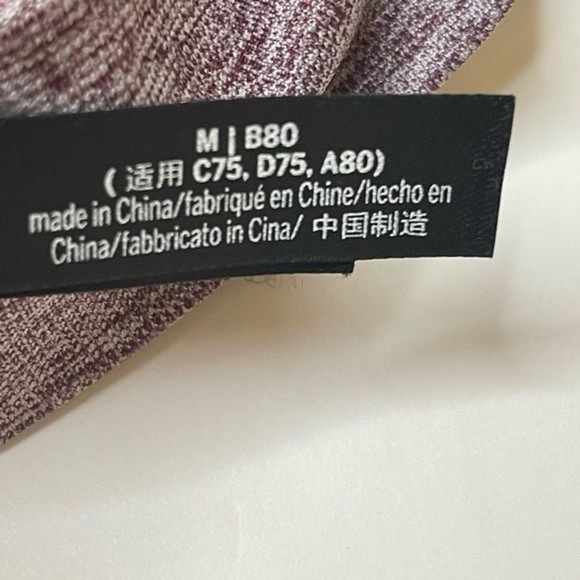 M | B80
( 适用 C75, D75, A80)
made in China/fabriqué en Chine/hecho en
China/fabbricato in Cina/ 中国制造